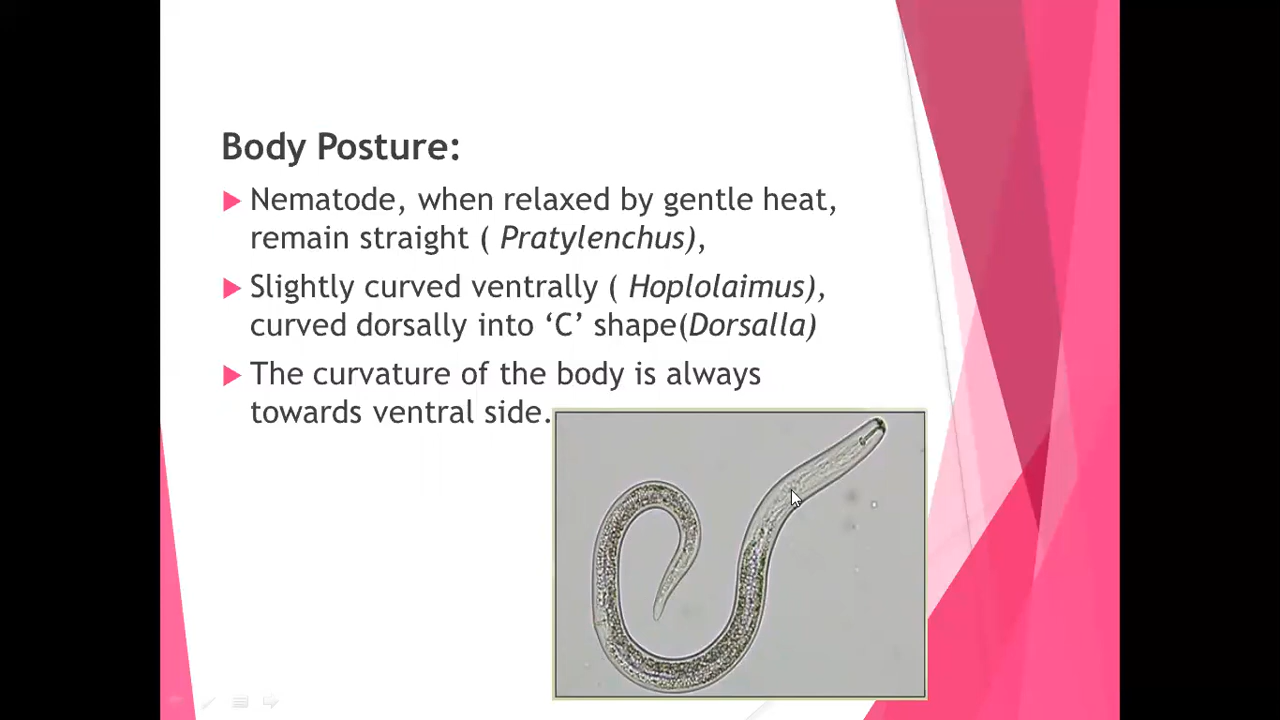 Body Posture:
Nematode, when relaxed by gentle heat,
remain straight ( Pratylenchus),
Slightly curved ventrally ( Hoplolaimus),
curved dorsally into ‘C’ shape(Dorsalla)
The curvature of the body is always
towards ventral side.